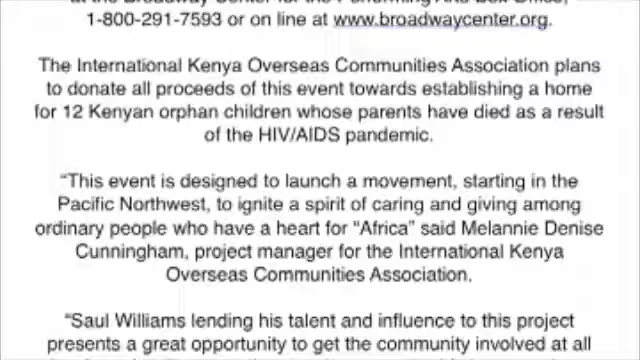 at the Broadway Center for the Performing Arts Box Office,
1-800-291-7593 or on line at www.broadwaycenter.org.
The International Kenya Overseas Communities Association plans
to donate all proceeds of this event towards establishing a home
for 12 Kenyan orphan children whose parents have died as a result
of the HIV/AIDS pandemic.
“This event is designed to launch a movement, starting in the
Pacific Northwest, to ignite a spirit of caring and giving among
ordinary people who have a heart for “Africa” said Melannie Denise
Cunningham, project manager for the International Kenya
Overseas Communities Association.
“Saul Williams lending his talent and influence to this project
presents a great opportunity to get the community involved at all